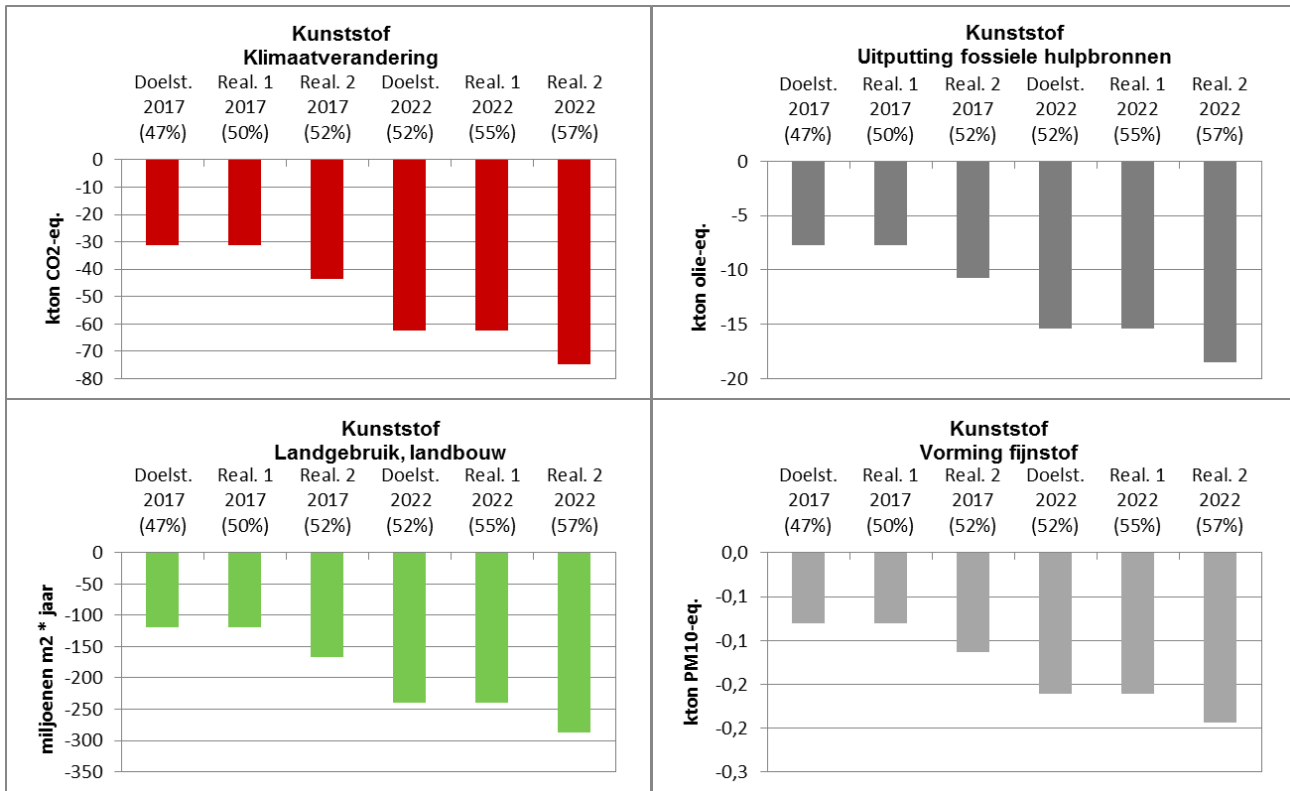 Kunststof
Klimaatverandering
Doelst. Real. 1 Real. 2 Doelst. Real. 1 Real. 2
2017 2017 2017 2022 2022 2022
(47%) (50%) (52%) (52%) (55%) (57%)
0
-10
-20
-30
-40
-50
-60
-70
-80
kton CO2-eq.
Kunststof
Uitputting fossiele hulpbronnen
Doelst. Real. 1 Real. 2 Doelst. Real. 1 Real. 2
2017 2017 2017 2022 2022 2022
(47%) (50%) (52%) (52%) (55%) (57%)
0
-5
-10
-15
-20
kton olie-eq.
Kunststof
Landgebruik, landbouw
Doelst. Real. 1 Real. 2 Doelst. Real. 1 Real. 2
2017 2017 2017 2022 2022 2022
(47%) (50%) (52%) (52%) (55%) (57%)
0
-50
-100
-150
-200
-250
-300
-350
miljoenen m2 * jaar
Kunststof
Vorming fijnstof
Doelst. Real. 1 Real. 2 Doelst. Real. 1 Real. 2
2017 2017 2017 2022 2022 2022
(47%) (50%) (52%) (52%) (55%) (57%)
0,0
-0,1
-0,1
-0,2
-0,2
-0,3
kton PM10-eq.